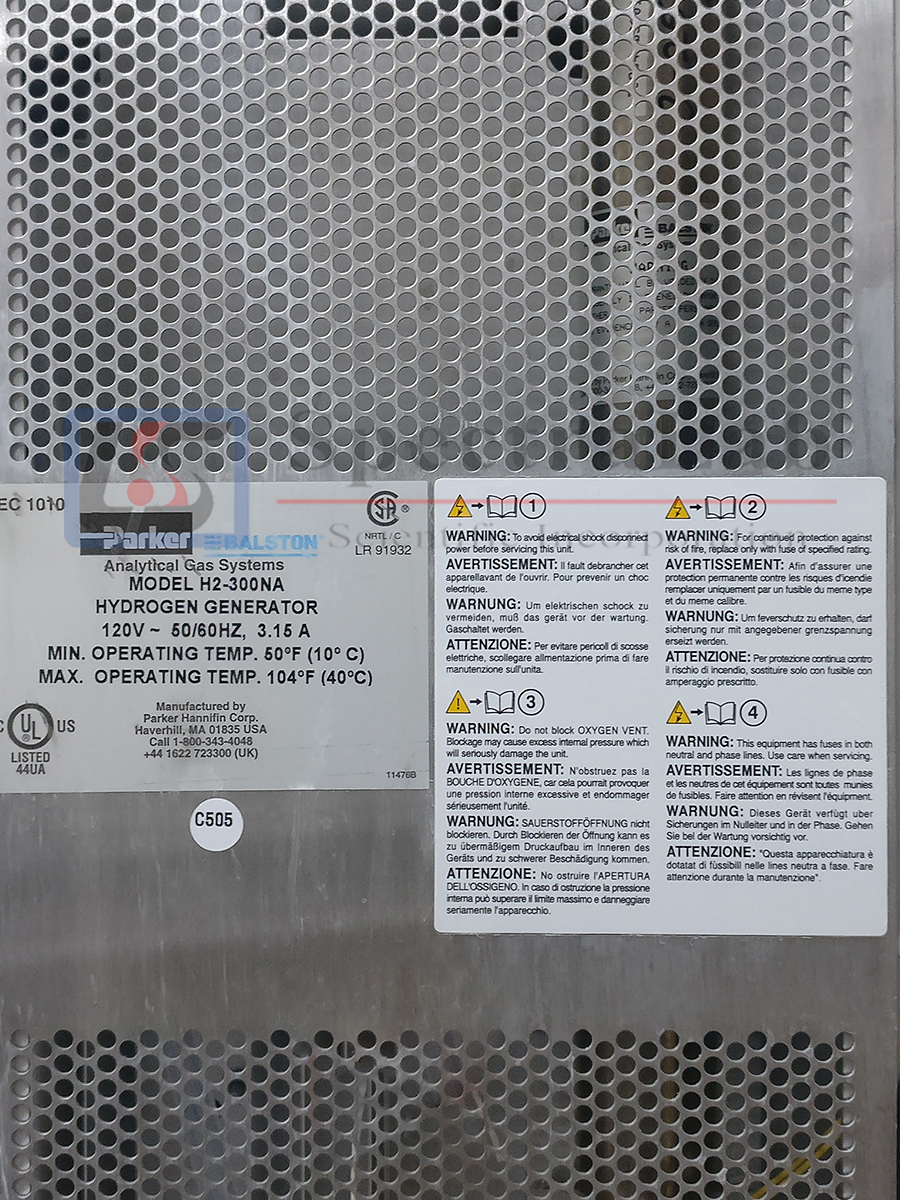 EC 1010
Parker BALSTON
Analytical Gas Systems
MODEL H2-300NA
HYDROGEN GENERATOR
120V ~ 50/60HZ, 3.15 A
MIN. OPERATING TEMP. 50°F (10° C)
MAX. OPERATING TEMP. 104°F (40°C)
SA ®
NRTL / C
LR 91932
C UL ® US
LISTED
44UA
Manufactured by
Parker Hannifin Corp.
Haverhill, MA 01835 USA
Call 1-800-343-4048
+44 1622 723300 (UK)
11476B
C505
1
WARNING: To avoid electrical shock disconnect
power before servicing this unit.
AVERTISSEMENT: Il fault debrancher cet
apparellavant de l'ouvrir. Pour prevenir un choc
electrique.
WARNUNG: Um elektrischen schock zu
vermeiden, muß das gerät vor der wartung.
Gaschaltet werden.
ATTENZIONE: Per evitare pericoli di scosse
elettriche, scollegare alimentazione prima di fare
manutenzione sull'unita.
2
WARNING: For continued protection against
risk of fire, replace only with fuse of specified rating.
AVERTISSEMENT: Afin d'assurer une
protection permanente contre les risques d'icendie
remplacer uniquement par un fusible du meme type
et du meme calibre.
WARNUNG: Um feverschutz zu erhalten, darf
sicherung nur mit angegebener grenzspannung
erseizt werden.
ATTENZIONE: Per protezione continua contro
il rischio di incendio, sostituire solo con fusible con
amperaggio prescritto.
3
WARNING: Do not block OXYGEN VENT.
Blockage may cause excess internal pressure which
will seriously damage the unit.
AVERTISSEMENT: N'obstruez pas la
BOUCHE D'OXYGENE, car cela pourrait provoquer
une pression interne excessive et endommager
sérieusement l'unité.
WARNUNG: SAUERSTOFFÖFFNUNG nicht
blockieren. Durch Blockieren der Öffnung kann es
zu übermäßigem Druckaufbau im Inneren des
Geräts und zu schwerer Beschädigung kommen.
ATTENZIONE: No ostruire l'APERTURA
DELL'OSSIGENO. In caso di ostruzione la pressione
interna può superare il limite massimo e danneggiare
seriamente l'apparecchio.
4
WARNING: This equipment has fuses in both
neutral and phase lines. Use care when servicing.
AVERTISSEMENT: Les lignes de phase
et les neutres de cet équipement sont toutes munies
de fusibles. Faire attention en révisent l'équipement.
WARNUNG: Dieses Gerät verfügt uber
Sicherungen im Nulleiter und in der Phase. Gehen
Sie bei der Wartung vorsichtig vor.
ATTENZIONE: "Questa apparecchiatura è
dotatat di füssibill nelle lines neutra a fase. Fare
attenzione durante la manutenzione".
Scientific Incorporation